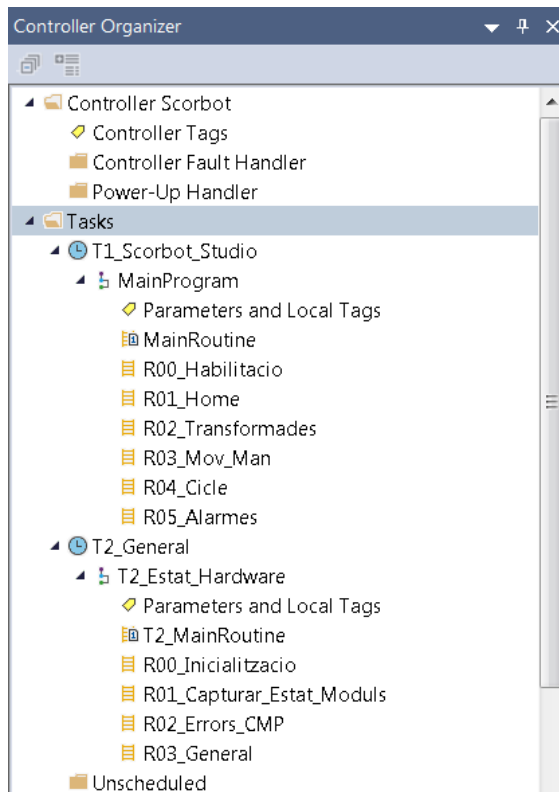 Controller Organizer
Controller Scorbot
Controller Tags
Controller Fault Handler
Power-Up Handler
Tasks
T1_Scorbot_Studio
MainProgram
Parameters and Local Tags
MainRoutine
R00_Habilitacio
R01_Home
R02_Transformades
R03_Mov_Man
R04_Cicle
R05_Alarmes
T2_General
T2_Estat_Hardware
Parameters and Local Tags
T2_MainRoutine
R00_Inicialitzacio
R01_Capturar_Estat_Moduls
R02_Errors_CMP
R03_General
Unscheduled